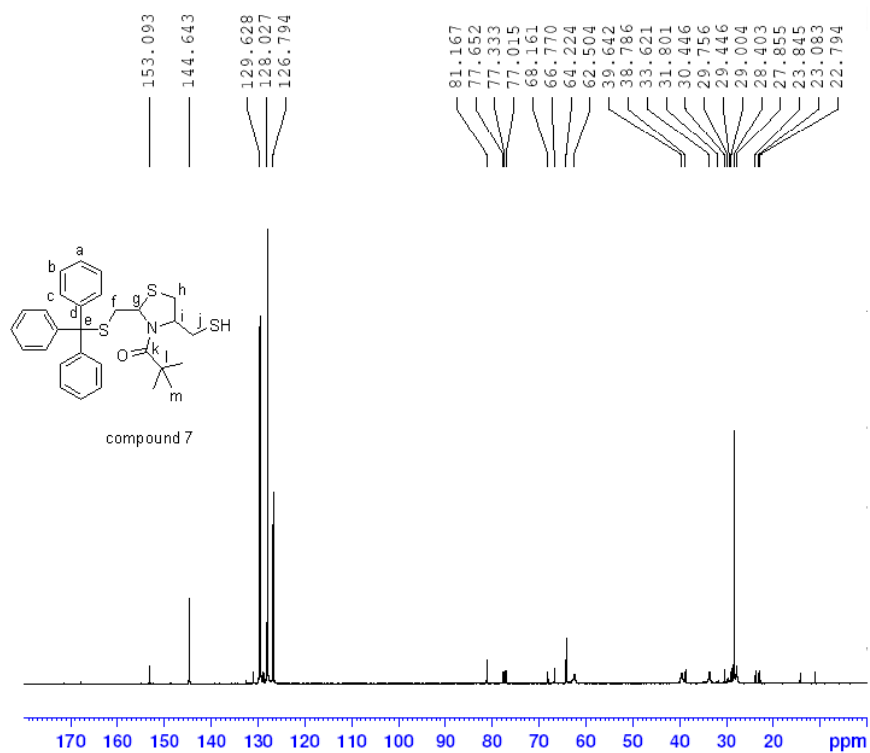 153.093
144.643
129.628
128.027
126.794
81.167
77.652
77.333
77.015
68.161
66.770
64.224
62.504
39.642
38.786
33.621
31.801
30.446
29.756
29.446
29.004
28.403
27.855
23.845
23.083
22.794
a
b
c
d
e
S
f
g
S
h
i
N
j
SH
O
k
l
m
compound 7
170 160 150 140 130 120 110 100 90 80 70 60 50 40 30 20 ppm